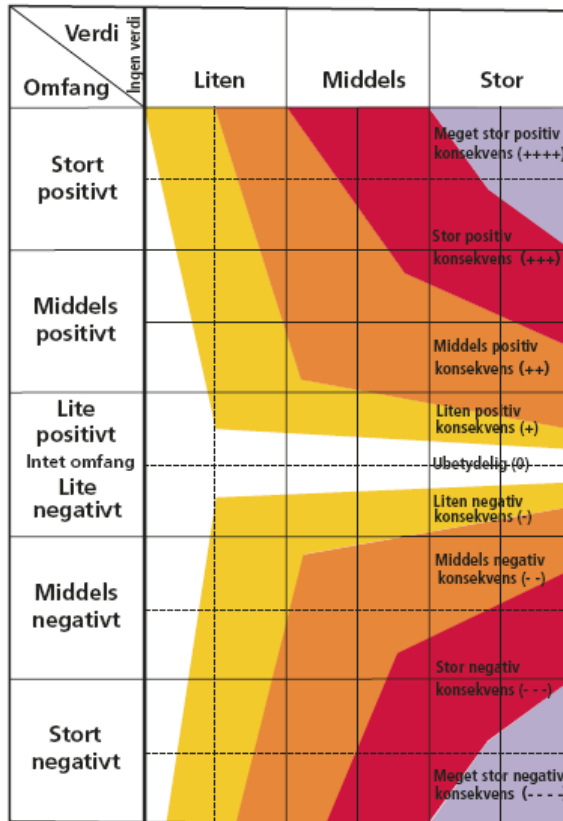 Verdi
Ingen verdi
Omfang
Liten
Middels
Stor
Stort
positivt
Meget stor positiv
konsekvens (++++)
Stor positiv
konsekvens (+++)
Middels
positivt
Middels positiv
konsekvens (++)
Lite
positivt
Liten positiv
konsekvens (+)
Intet omfang
Ubetydelig (0)
Lite
negativt
Liten negativ
konsekvens (-)
Middels
negativt
Middels negativ
konsekvens (- -)
Stor negativ
konsekvens (- - -)
Stort
negativt
Meget stor negativ
konsekvens (- - - -)